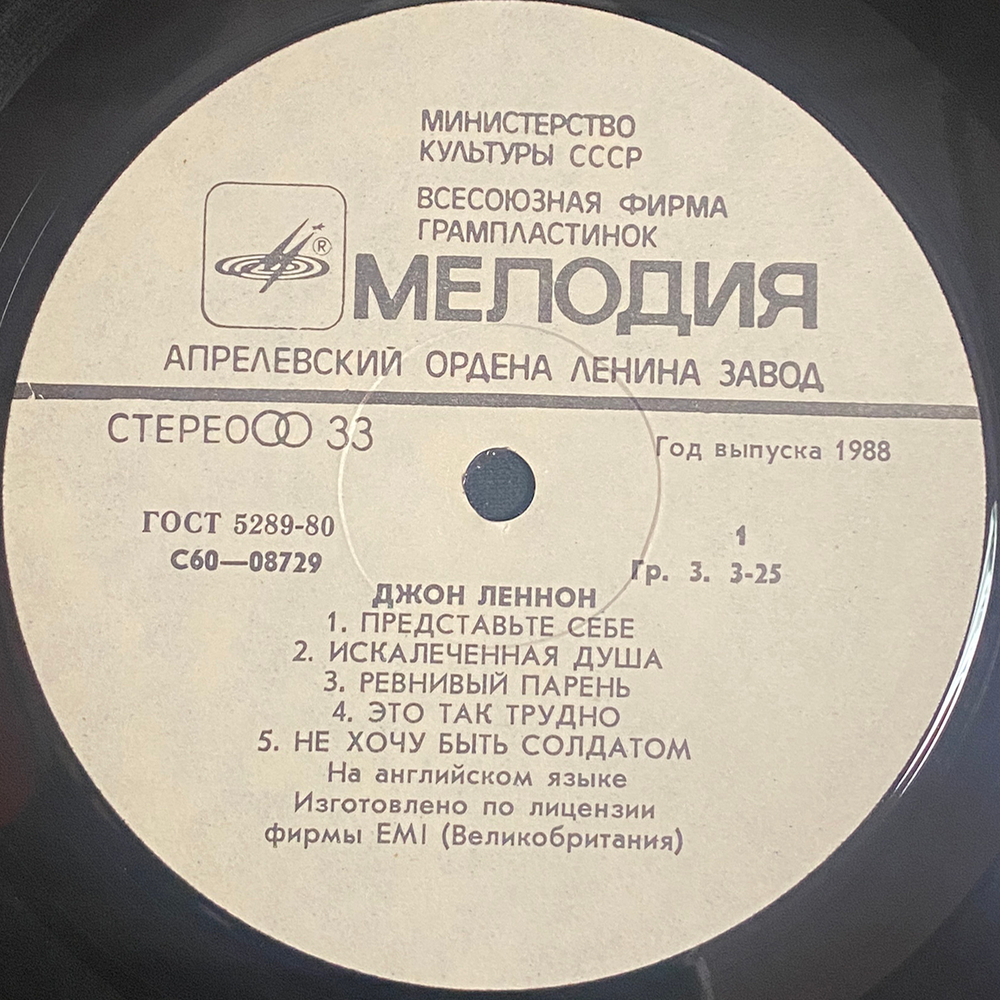 МИНИСТЕРСТВО
КУЛЬТУРЫ СССР
ВСЕСОЮЗНАЯ ФИРМА
ГРАМПЛАСТИНОК
®
МЕЛОДИЯ
АПРЕЛЕВСКИЙ ОРДЕНА ЛЕНИНА ЗАВОД
СТЕРЕО 33
Год выпуска 1988
ГОСТ 5289-80
С60—08729
1
Гр. 3. 3-25
ДЖОН ЛЕННОН
1. ПРЕДСТАВЬТЕ СЕБЕ
2. ИСКАЛЕЧЕННАЯ ДУША
3. РЕВНИВЫЙ ПАРЕНЬ
4. ЭТО ТАК ТРУДНО
5. НЕ ХОЧУ БЫТЬ СОЛДАТОМ
На английском языке
Изготовлено по лицензии
фирмы EMI (Великобритания)